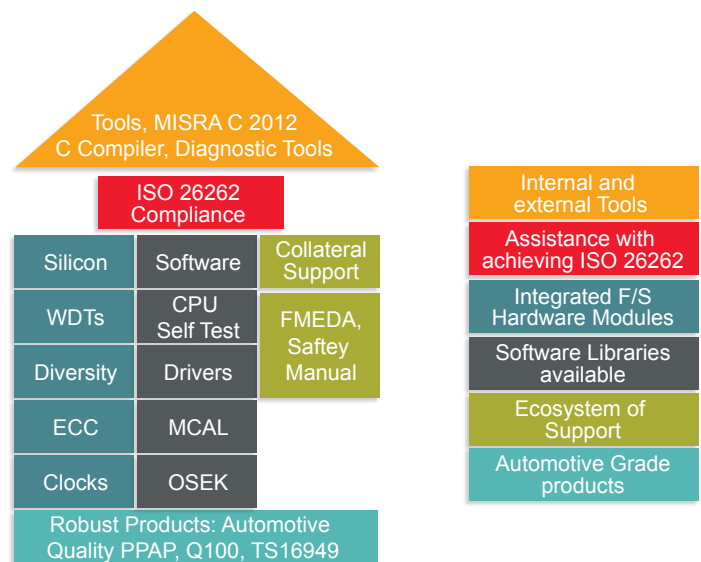 Tools, MISRA C 2012
C Compiler, Diagnostic Tools
ISO 26262
Compliance
Silicon
Software
Collateral
Support
WDTs
CPU
Self Test
FMEDA,
Saftey
Manual
Diversity
Drivers
ECC
MCAL
Clocks
OSEK
Robust Products: Automotive
Quality PPAP, Q100, TS16949
Internal and
external Tools
Assistance with
achieving ISO 26262
Integrated F/S
Hardware Modules
Software Libraries
available
Ecosystem of
Support
Automotive Grade
products